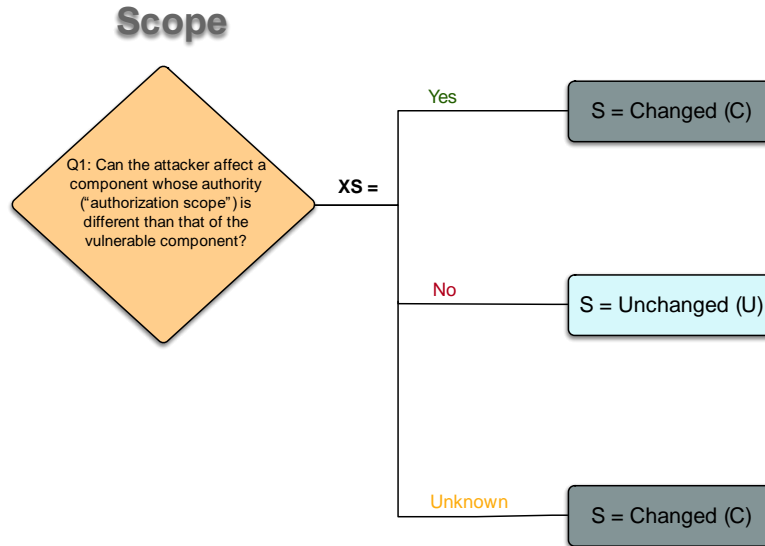 Scope
Q1: Can the attacker affect a
component whose authority
(“authorization scope”) is
different than that of the
vulnerable component?
XS =
Yes
S = Changed (C)
No
S = Unchanged (U)
Unknown
S = Changed (C)